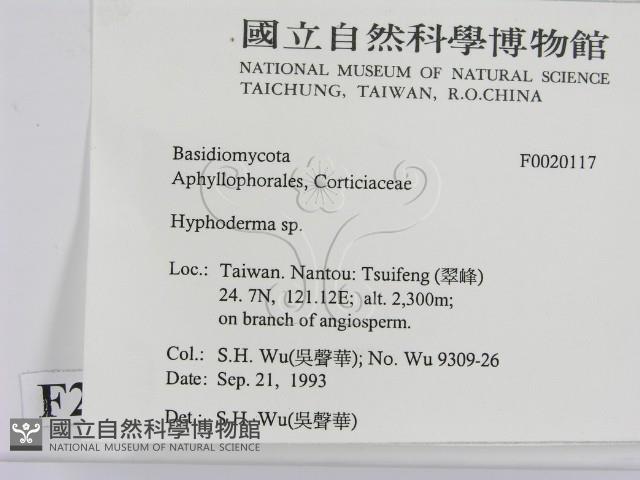 國立自然科學博物館
NATIONAL MUSEUM OF NATURAL SCIENCE
TAICHUNG, TAIWAN, R.O.CHINA
Basidiomycota F0020117
Aphyllophorales, Corticiaceae
Hyphoderma sp.
Loc.: Taiwan. Nantou: Tsuifeng (翠峰)
24. 7N, 121.12E; alt. 2,300m;
on branch of angiosperm.
Col.: S.H. Wu(吳聲華); No. Wu 9309-26
Date: Sep. 21, 1993
Det.: S.H. Wu(吳聲華)
F2
國立自然科學博物館
NATIONAL MUSEUM OF NATURAL SCIENCE